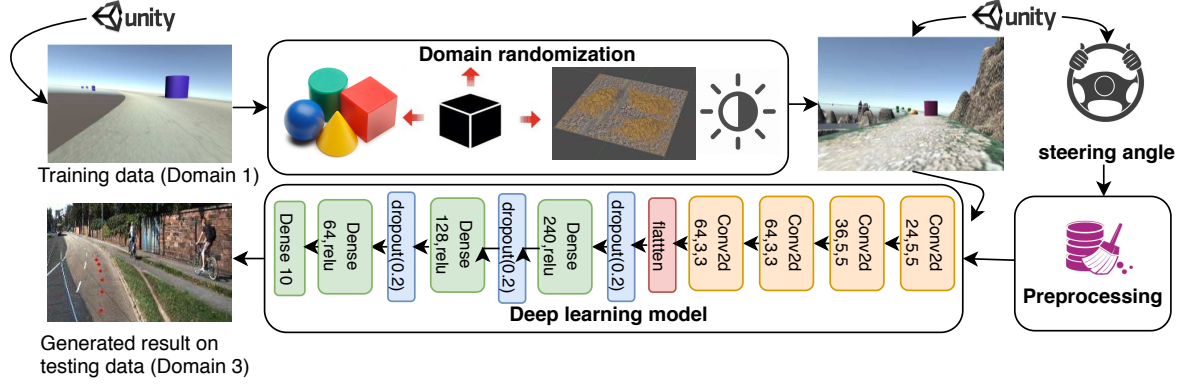 unity
unity
Domain randomization
Training data (Domain 1)
steering angle
Preprocessing
Conv2d
24,5,5
Conv2d
36,5,5
Conv2d
64,3,3
Conv2d
64,3,3
flattten
dropout(0.2)
Dense
240,relu
dropout(0.2)
Dense
128,relu
dropout(0.2)
Dense
64,relu
Dense 10
Deep learning model
Generated result on
testing data (Domain 3)